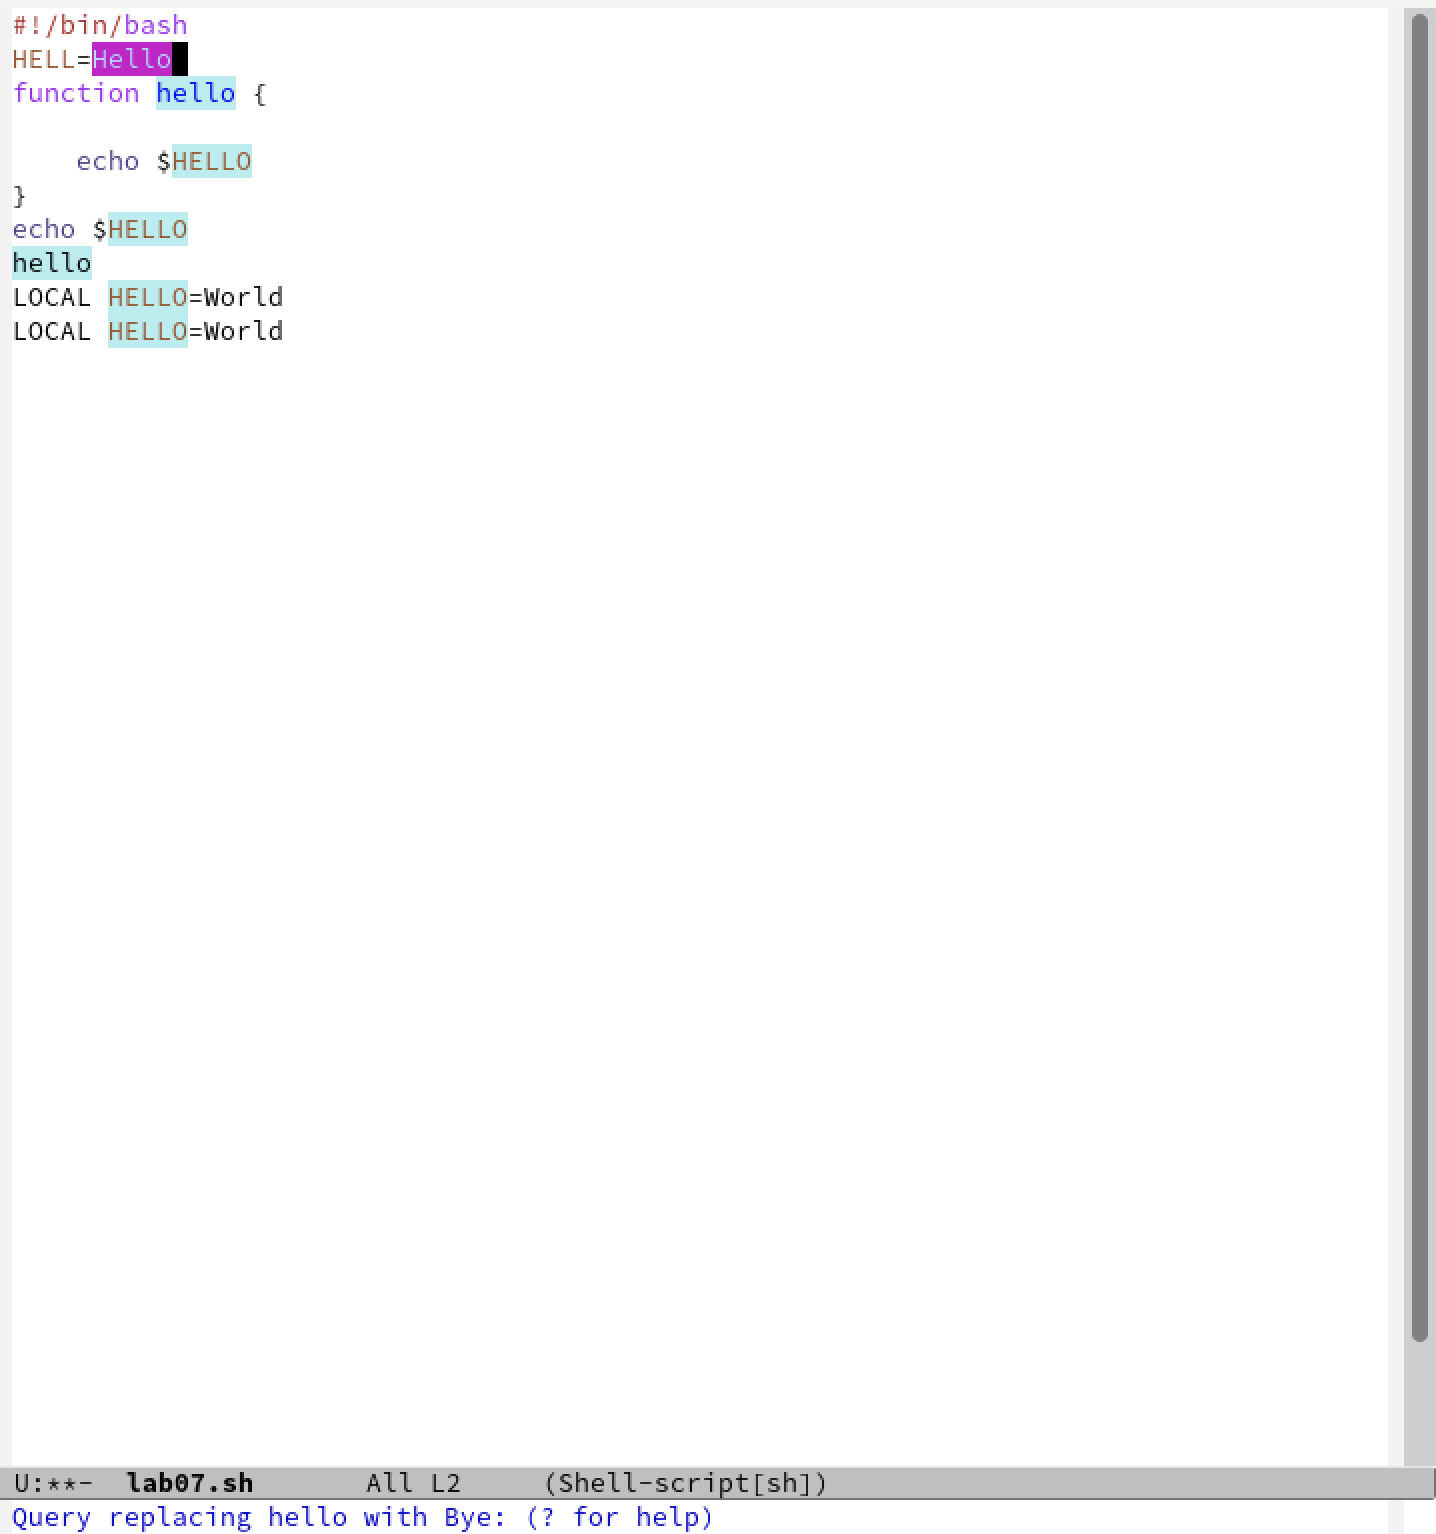 #!/bin/bash
HELL=Hello
function hello {
    echo $HELLO
}
echo $HELLO
hello
LOCAL HELLO=World
LOCAL HELLO=World
U:**-  lab07.sh       All L2     (Shell-script[sh])
Query replacing hello with Bye: (? for help)